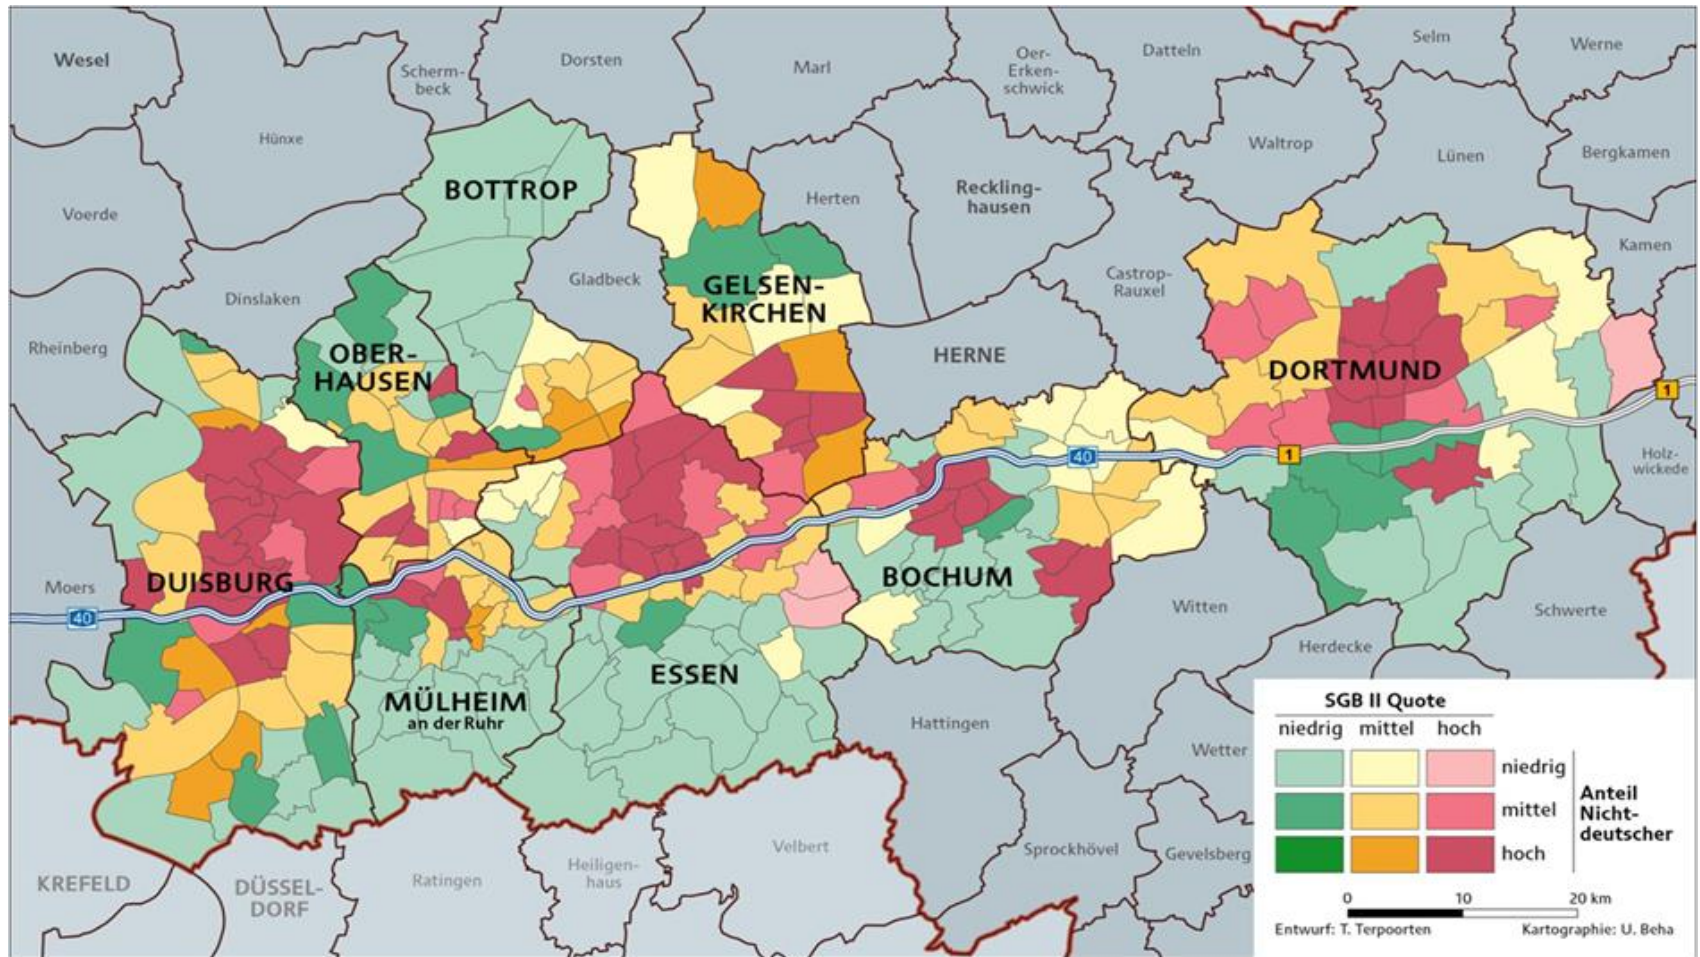 Wesel
Scherm-
beck
Dorsten
Marl
Oer-
Erken-
schwick
Datteln
Selm
Werne
Hünxe
Voerde
BOTTROP
Herten
Reckling-
hausen
Waltrop
Lünen
Bergkamen
Kamen
Dinslaken
Gladbeck
GELSEN-
KIRCHEN
Castrop-
Rauxel
Rheinberg
OBER-
HAUSEN
HERNE
DORTMUND
1
40
1
Holz-
wickede
Moers
DUISBURG
40
BOCHUM
Witten
Schwerte
Herdecke
ESSEN
MÜLHEIM
an der Ruhr
Hattingen
Wetter
Velbert
Sprockhövel
Gevelsberg
KREFELD
DÜSSEL-
DORF
Ratingen
Heiligen-
haus
SGB II Quote
niedrig mittel hoch
niedrig
mittel
hoch
Anteil
Nicht-
deutscher
0 10 20 km
Entwurf: T. Terpoorten Kartographie: U. Beha